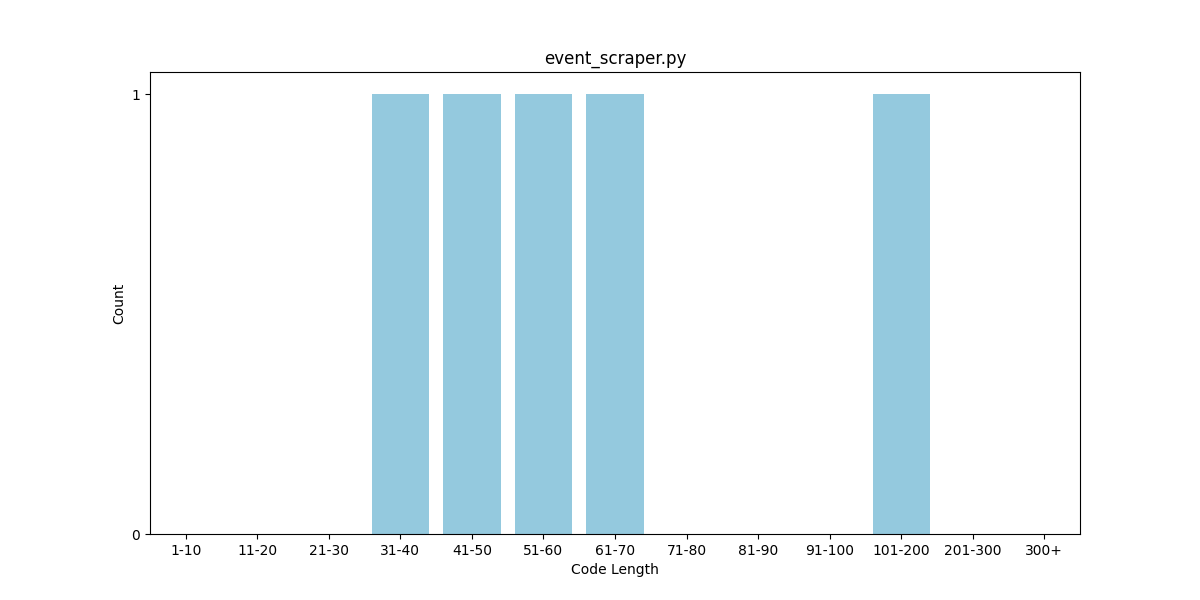 event_scraper.py
1
Count
0
1-10 11-20 21-30 31-40 41-50 51-60 61-70 71-80 81-90 91-100 101-200 201-300 300+
Code Length